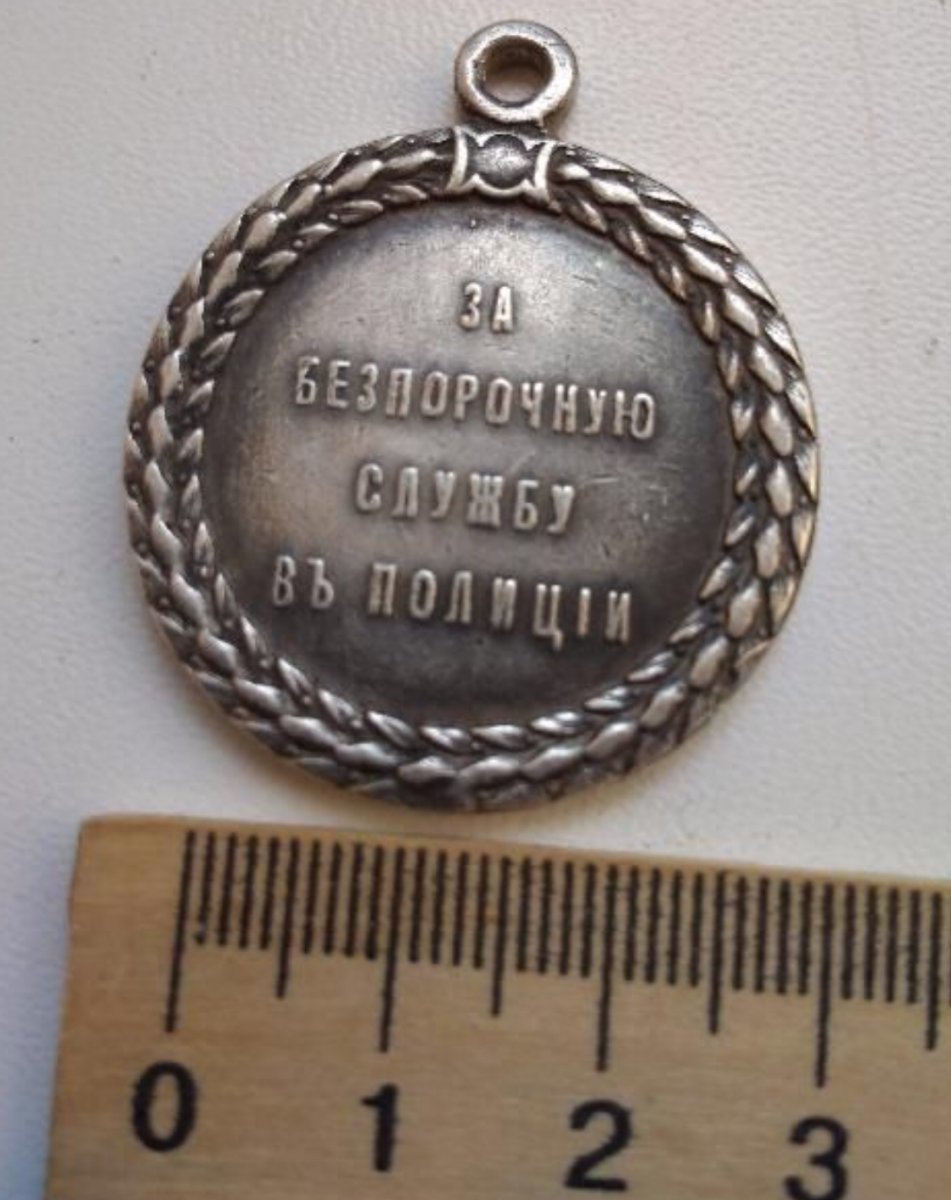 ЗА
БЕЗПОРОЧНУЮ
СЛУЖБУ
ВЪ ПОЛИЦІИ
0 1 2 3